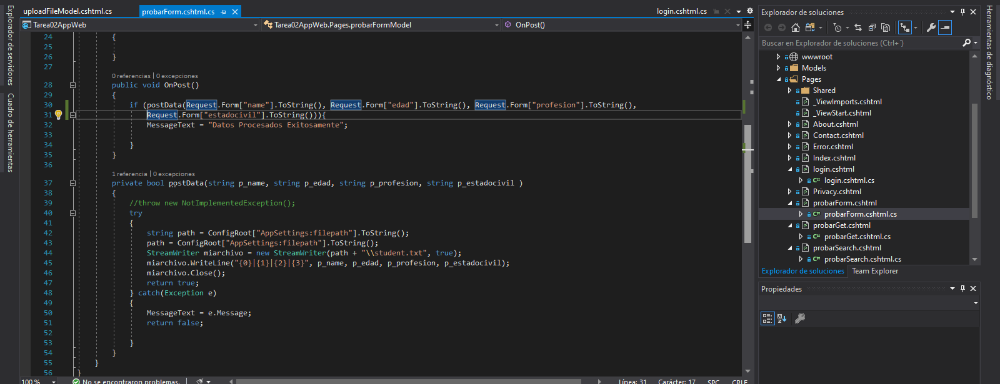 Explorador de servidores
Cuadro de herramientas
uploadFileModel.cshtml.cs
probarForm.cshtml.cs
login.cshtml.cs
Tarea02AppWeb
Tarea02AppWeb.Pages.probarFormModel
OnPost()
24 {
25
26 }
27
0 referencias | 0 excepciones
28 public void OnPost()
29 {
30 if (postData(Request.Form["name"].ToString(), Request.Form["edad"].ToString(), Request.Form["profesion"].ToString(),
31 Request.Form["estadocivil"].ToString())){
32 MessageText = "Datos Procesados Exitosamente";
33
34 }
35 }
36
1 referencia | 0 excepciones
37 private bool postData(string p_name, string p_edad, string p_profesion, string p_estadocivil )
38 {
39 //throw new NotImplementedException();
40 try
41 {
42 string path = ConfigRoot["AppSettings:filepath"].ToString();
43 path = ConfigRoot["AppSettings:filepath"].ToString();
44 StreamWriter miarchivo = new StreamWriter(path + "\\student.txt", true);
45 miarchivo.WriteLine("{0}|{1}|{2}|{3}", p_name, p_edad, p_profesion, p_estadocivil);
46 miarchivo.Close();
47 return true;
48 } catch(Exception e)
49 {
50 MessageText = e.Message;
51 return false;
52
53 }
54 }
55 }
56 }
100 %
No se encontraron problemas.
Línea: 31
Carácter: 17
SPC
CRLF
Explorador de soluciones
Buscar en Explorador de soluciones (Ctrl+´)
wwwroot
Models
Pages
Shared
_ViewImports.cshtml
_ViewStart.cshtml
About.cshtml
Contact.cshtml
Error.cshtml
Index.cshtml
login.cshtml
C# login.cshtml.cs
Privacy.cshtml
probarForm.cshtml
C# probarForm.cshtml.cs
probarGet.cshtml
C# probarGet.cshtml.cs
probarSearch.cshtml
C# probarSearch.cshtml.cs
Explorador de soluciones
Team Explorer
Propiedades
Herramientas de diagnóstico